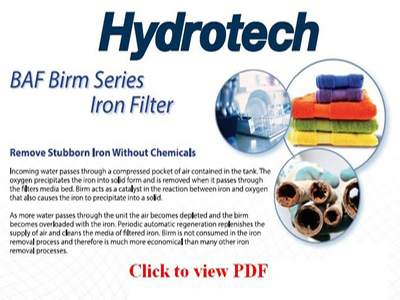 Hydrotech
BAF Birm Series
Iron Filter
Remove Stubborn Iron Without Chemicals
Incoming water passes through a compressed pocket of air contained in the tank. The
oxygen precipitates the iron into solid form and is removed when it passes through
the filters media bed. Birm acts as a catalyst in the reaction between iron and oxygen
that also causes the iron to precipitate into a solid.
As more water passes through the unit the air becomes depleted and the birm
becomes overloaded with the iron. Periodic automatic regeneration replenishes the
supply of air and cleans the media of filtered iron. Birm is not consumed in the iron
removal process and therefore is much more economical than many other iron
removal processes.
Click to view PDF